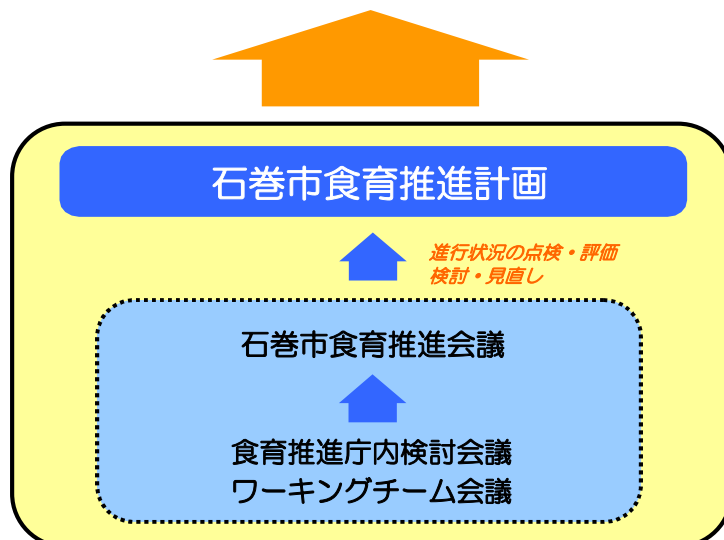 石巻市食育推進計画
進行状況の点検・評価
検討・見直し
石巻市食育推進会議
食育推進庁内検討会議
ワーキングチーム会議